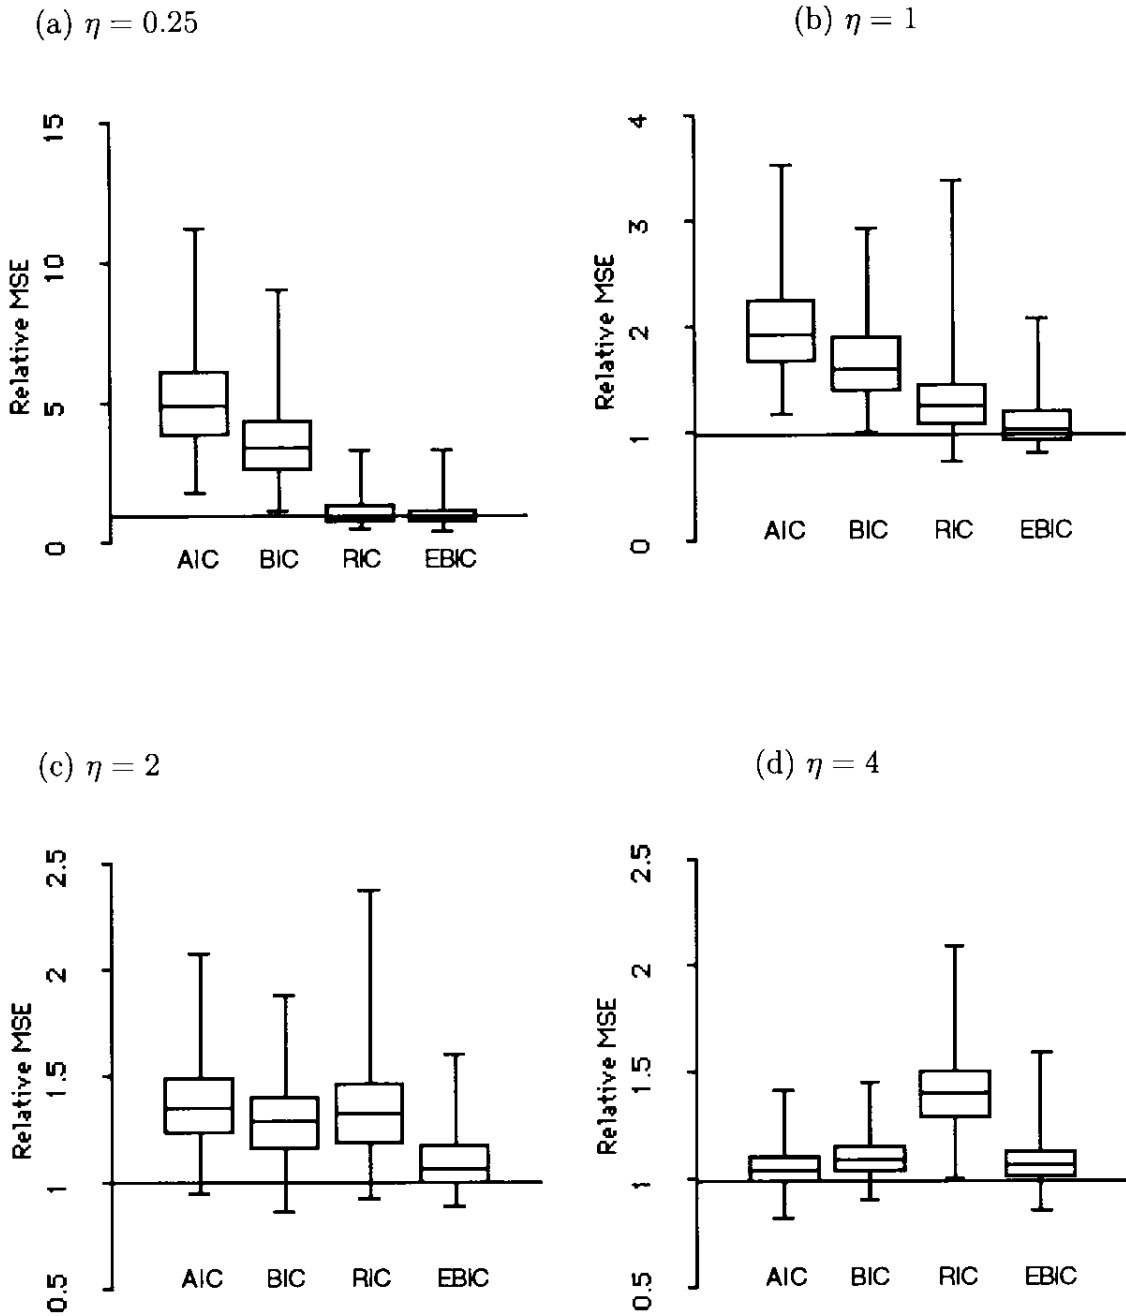 (a) η = 0.25
15
10
5
0
Relative MSE
AIC BIC RIC EBIC
(b) η = 1
4
3
2
1
0
Relative MSE
AIC BIC RIC EBIC
(c) η = 2
2.5
2
1.5
1
0.5
Relative MSE
AIC BIC RIC EBIC
(d) η = 4
2.5
2
1.5
1
0.5
Relative MSE
AIC BIC RIC EBIC